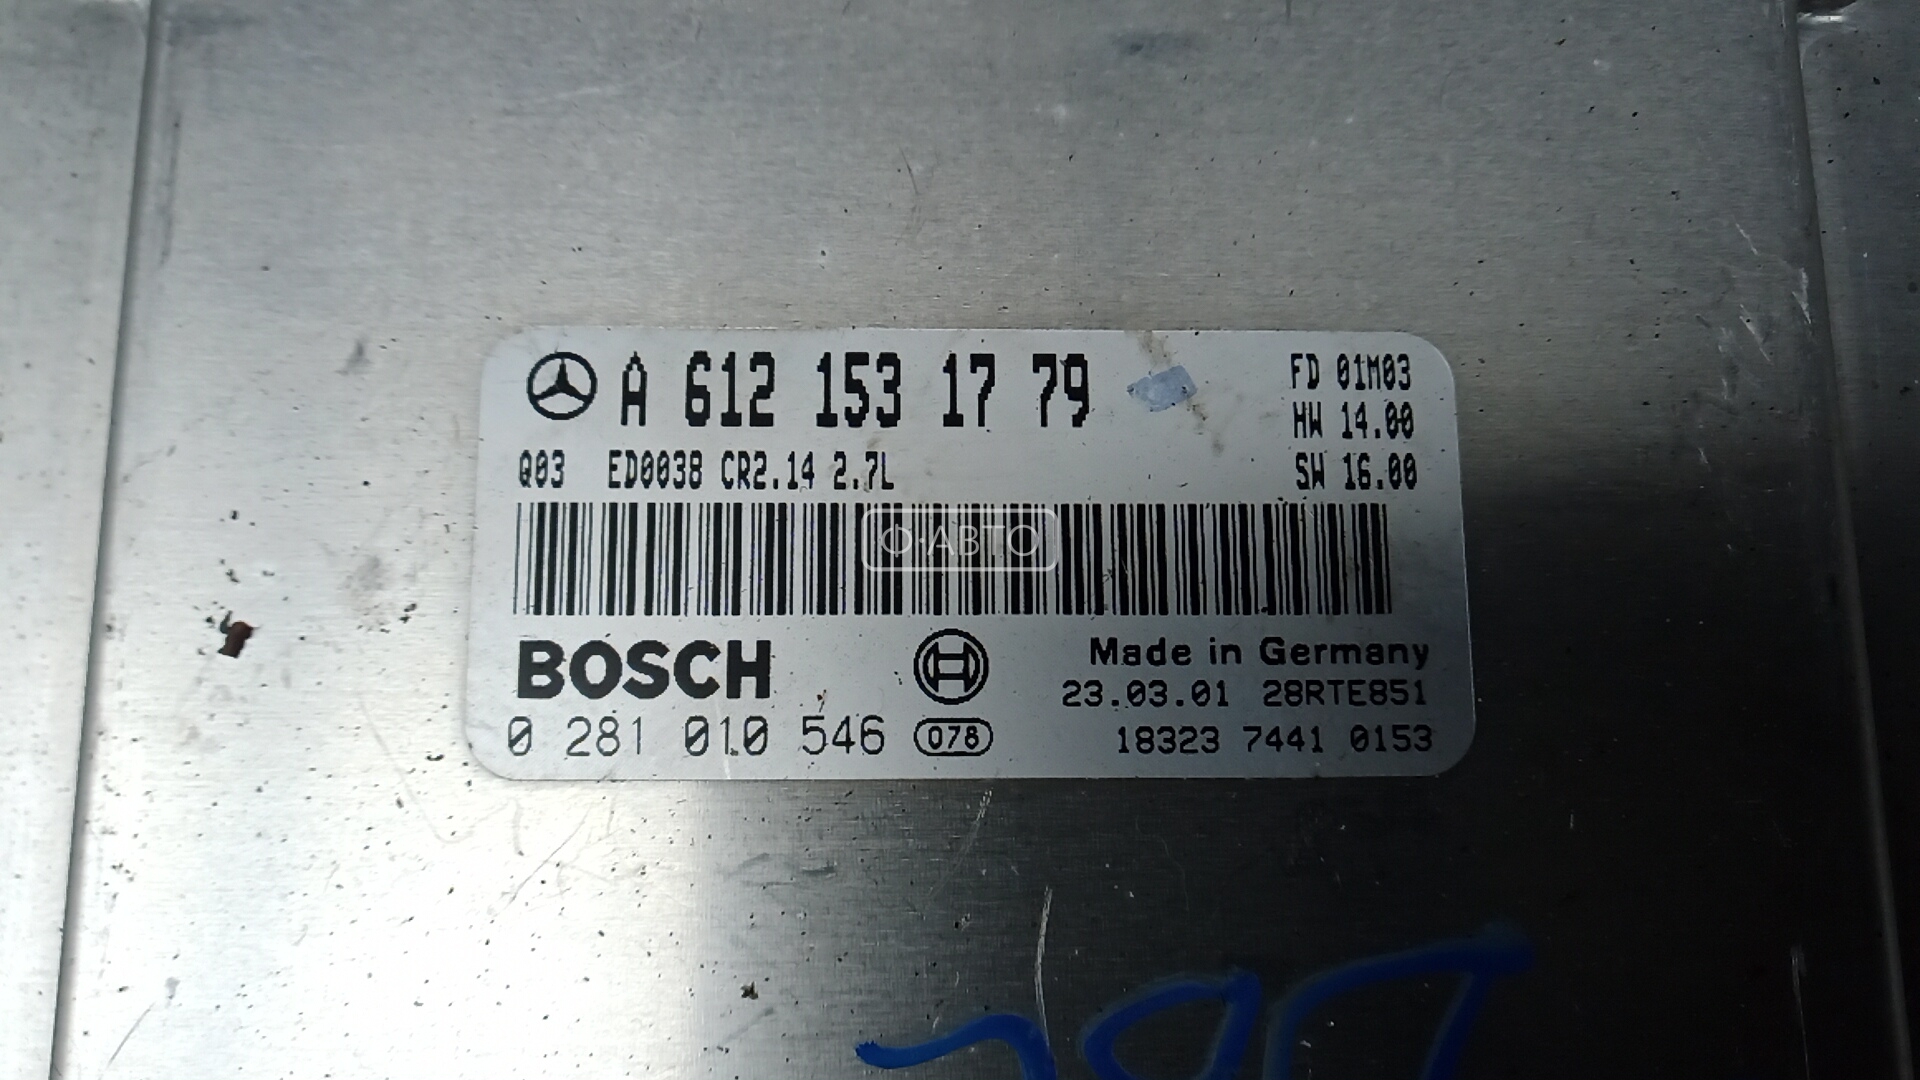 A 612 153 17 79
FD 01M03
HW 14.00
Q03 ED0038 CR2.14 2.7L
SW 16.00
Ф-АВТО
BOSCH
Made in Germany
23.03.01 28RTE851
0 281 010 546 078
18323 7441 0153